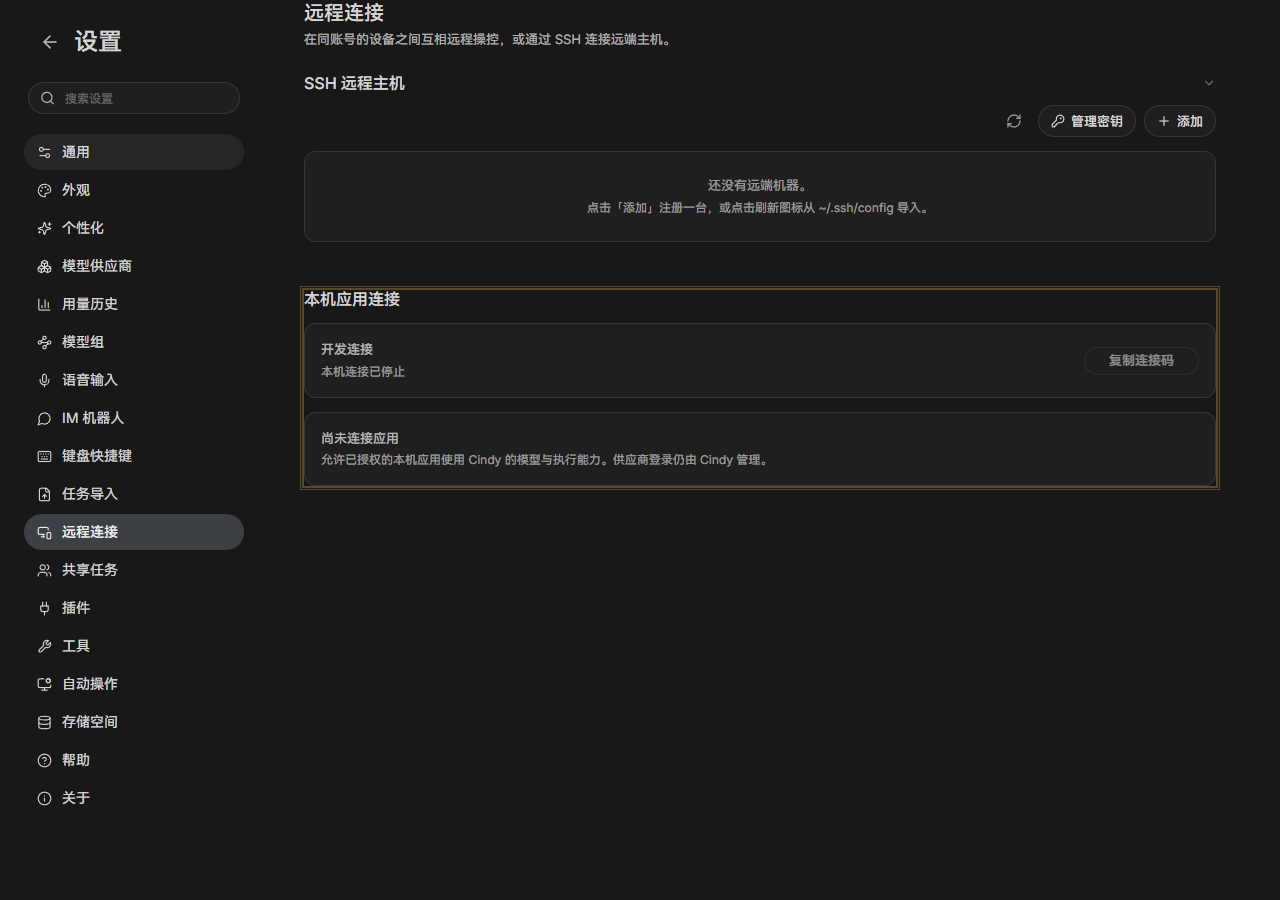 设置
搜索设置
通用
外观
个性化
模型供应商
用量历史
模型组
语音输入
IM 机器人
键盘快捷键
任务导入
远程连接
共享任务
插件
工具
自动操作
存储空间
帮助
关于
远程连接
在同账号的设备之间互相远程操控，或通过 SSH 连接远端主机。
SSH 远程主机
管理密钥
添加
还没有远端机器。
点击「添加」注册一台，或点击刷新图标从 ~/.ssh/config 导入。
本机应用连接
开发连接
本机连接已停止
复制连接码
尚未连接应用
允许已授权的本机应用使用 Cindy 的模型与执行能力。供应商登录仍由 Cindy 管理。